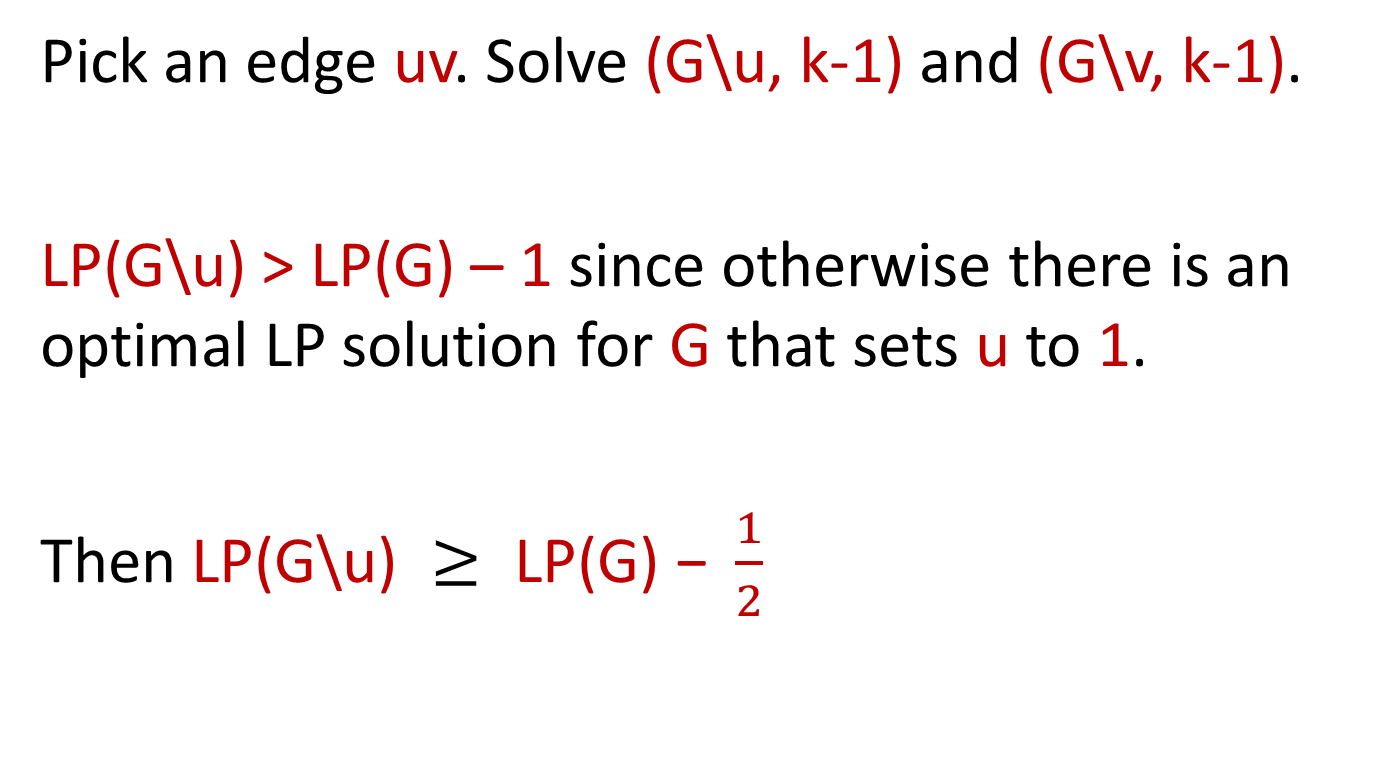 Pick an edge uv. Solve (G\u, k-1) and (G\v, k-1).
LP(G\u) > LP(G) – 1 since otherwise there is an
optimal LP solution for G that sets u to 1.
Then LP(G\u) ≥ LP(G) – 1/2